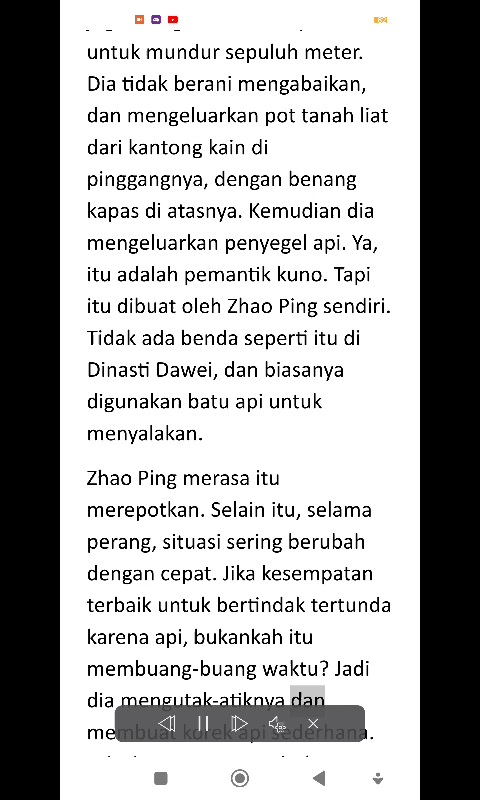 untuk mundur sepuluh meter.
Dia tidak berani mengabaikan,
dan mengeluarkan pot tanah liat
dari kantong kain di
pinggangnya, dengan benang
kapas di atasnya. Kemudian dia
mengeluarkan penyegel api. Ya,
itu adalah pemantik kuno. Tapi
itu dibuat oleh Zhao Ping sendiri.
Tidak ada benda seperti itu di
Dinasti Dawei, dan biasanya
digunakan batu api untuk
menyalakan.
Zhao Ping merasa itu
merepotkan. Selain itu, selama
perang, situasi sering berubah
dengan cepat. Jika kesempatan
terbaik untuk bertindak tertunda
karena api, bukankah itu
membuang-buang waktu? Jadi
dia mengutak-atiknya dan
membuat korek api sederhana.